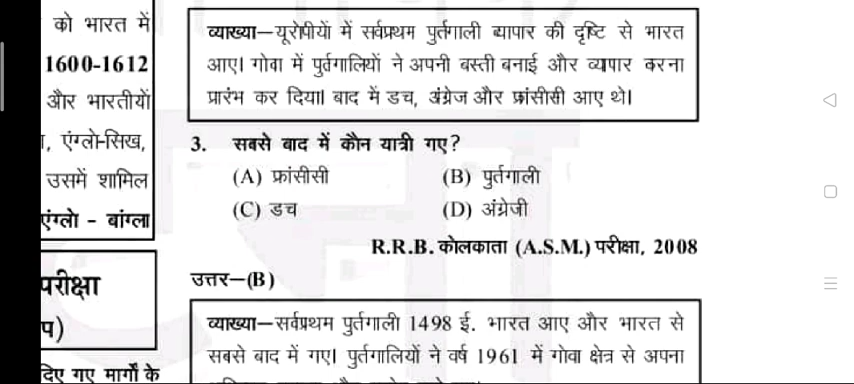 को भारत में
1600-1612
और भारतीयों
, एंग्लो-सिख,
उसमें शामिल
एंग्लो - बांग्ला
परीक्षा
दिए गए मार्गों के
व्याख्या—यूरोपीयों में सर्वप्रथम पुर्तगाली ब्यापार की दृष्टि से भारत
आए। गोवा में पुर्तगालियों ने अपनी बस्ती बनाई और व्यापार करना
प्रारंभ कर दिया। बाद में डच, अंग्रेज और फ्रांसीसी आए थे।
3. सबसे बाद में कौन यात्री गए?
(A) फ्रांसीसी (B) पुर्तगाली
(C) डच (D) अंग्रेजी
R.R.B. कोलकाता (A.S.M.) परीक्षा, 2008
उत्तर—(B)
व्याख्या—सर्वप्रथम पुर्तगाली 1498 ई. भारत आए और भारत से
सबसे बाद में गए। पुर्तगालियों ने वर्ष 1961 में गोवा क्षेत्र से अपना